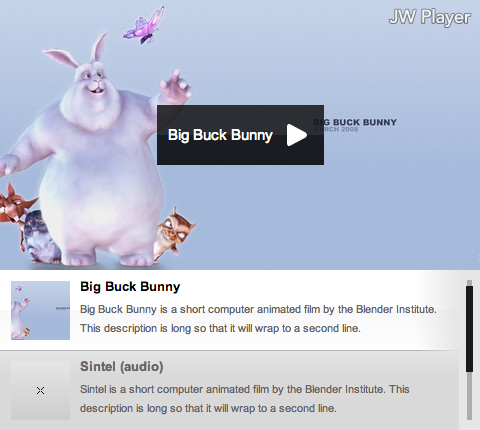 JW Player
Big Buck Bunny
BIG BUCK BUNNY
MARCH 2008
Big Buck Bunny
Big Buck Bunny is a short computer animated film by the Blender Institute.
This description is long so that it will wrap to a second line.
Sintel (audio)
Sintel is a short computer animated film by the Blender Institute. This
description is long so that it will wrap to a second line.